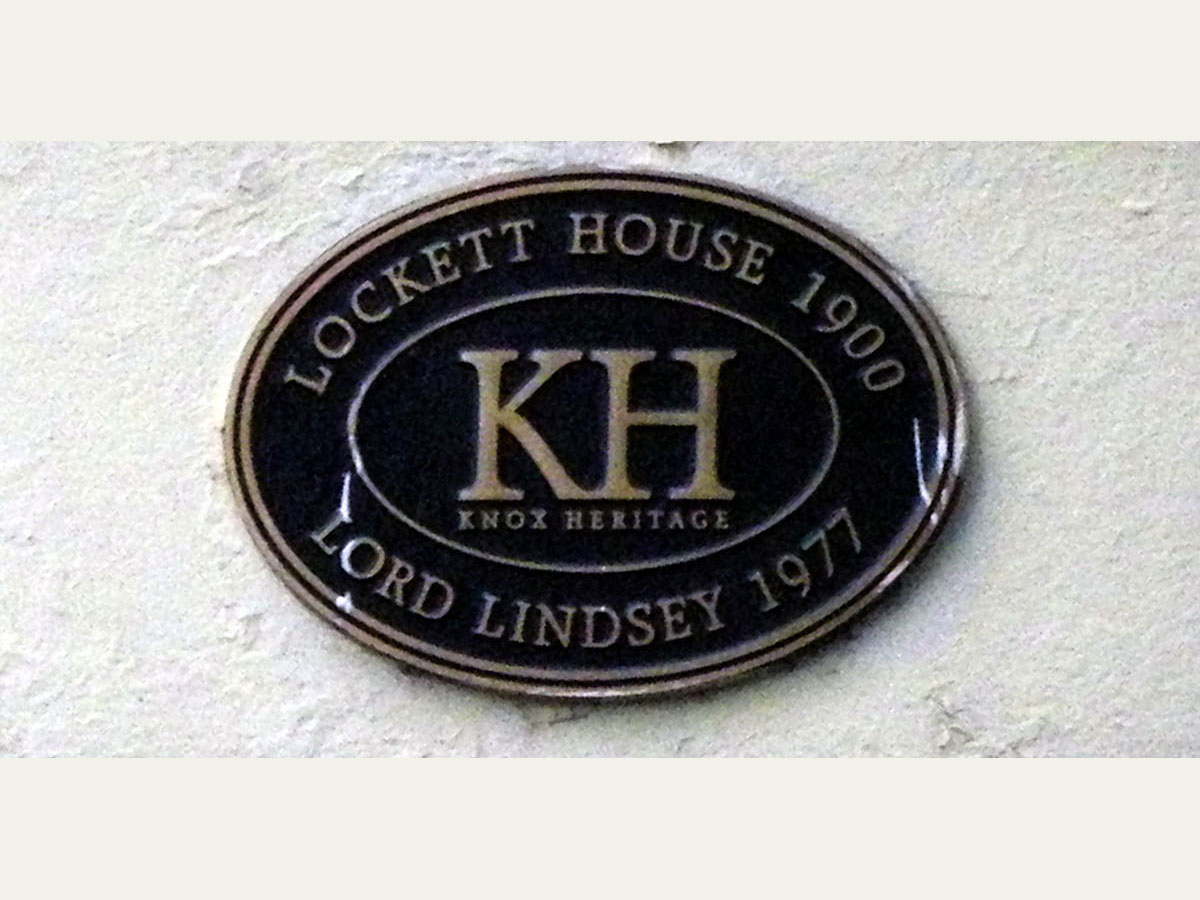 LOCKETT HOUSE 1900
KH
KNOX HERITAGE
LORD LINDSEY 1977